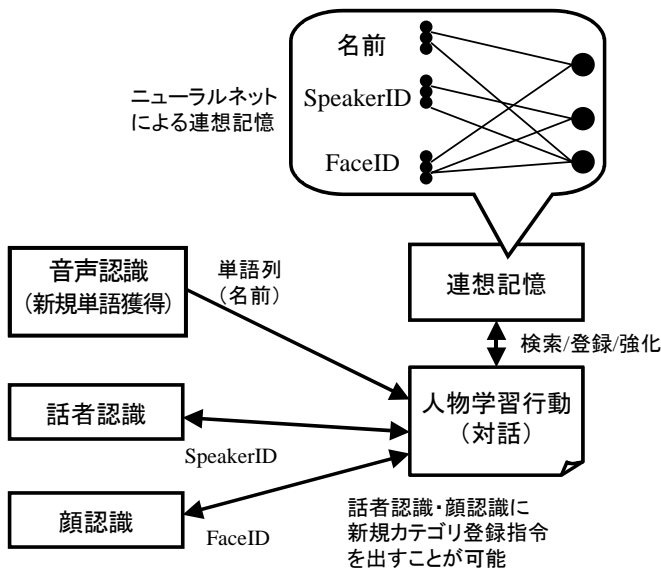 名前
SpeakerID
FaceID
ニューラルネット
による連想記憶
音声認識
(新規単語獲得)
単語列
(名前)
連想記憶
検索/登録/強化
話者認識
SpeakerID
人物学習行動
(対話)
顔認識
FaceID
話者認識・顔認識に
新規カテゴリ登録指令
を出すことが可能